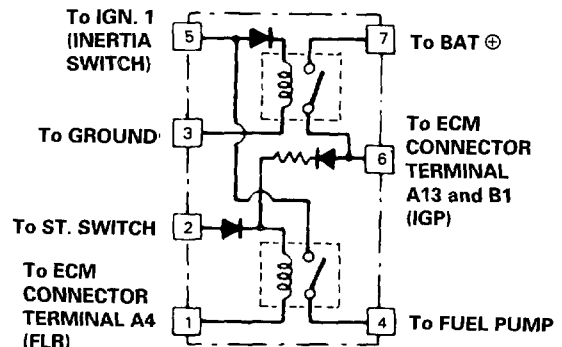 To IGN. 1
(INERTIA
SWITCH)
5
7
To BAT ⊕
To GROUND
3
6
To ECM
CONNECTOR
TERMINAL
A13 and B1
(IGP)
To ST. SWITCH
2
To ECM
CONNECTOR
TERMINAL A4
(FLR)
1
4
To FUEL PUMP